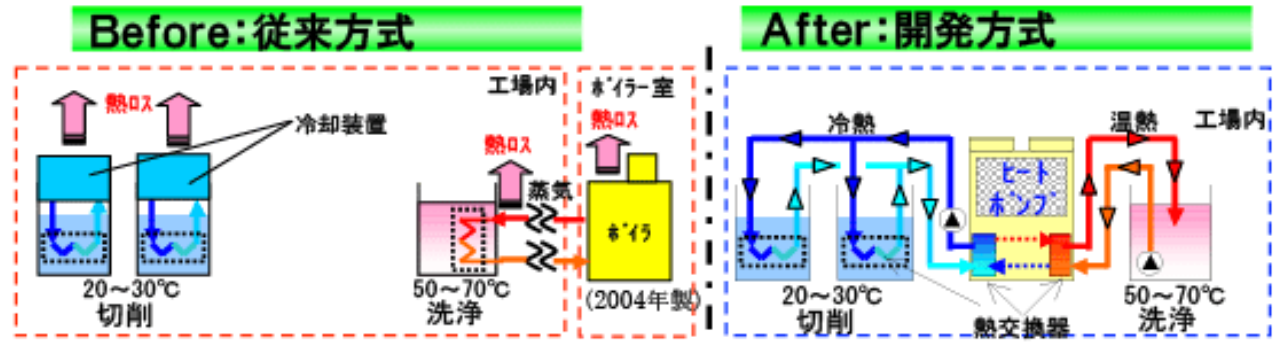 Before:従来方式
工場内
熱ロス
冷却装置
熱ロス
蒸気
20~30℃
切削
50~70℃
洗浄
ボイラー室
熱ロス
ボイラ
(2004年製)
After:開発方式
冷熱
温熱
工場内
ヒート
ポンプ
20~30℃
切削
熱交換器
50~70℃
洗浄